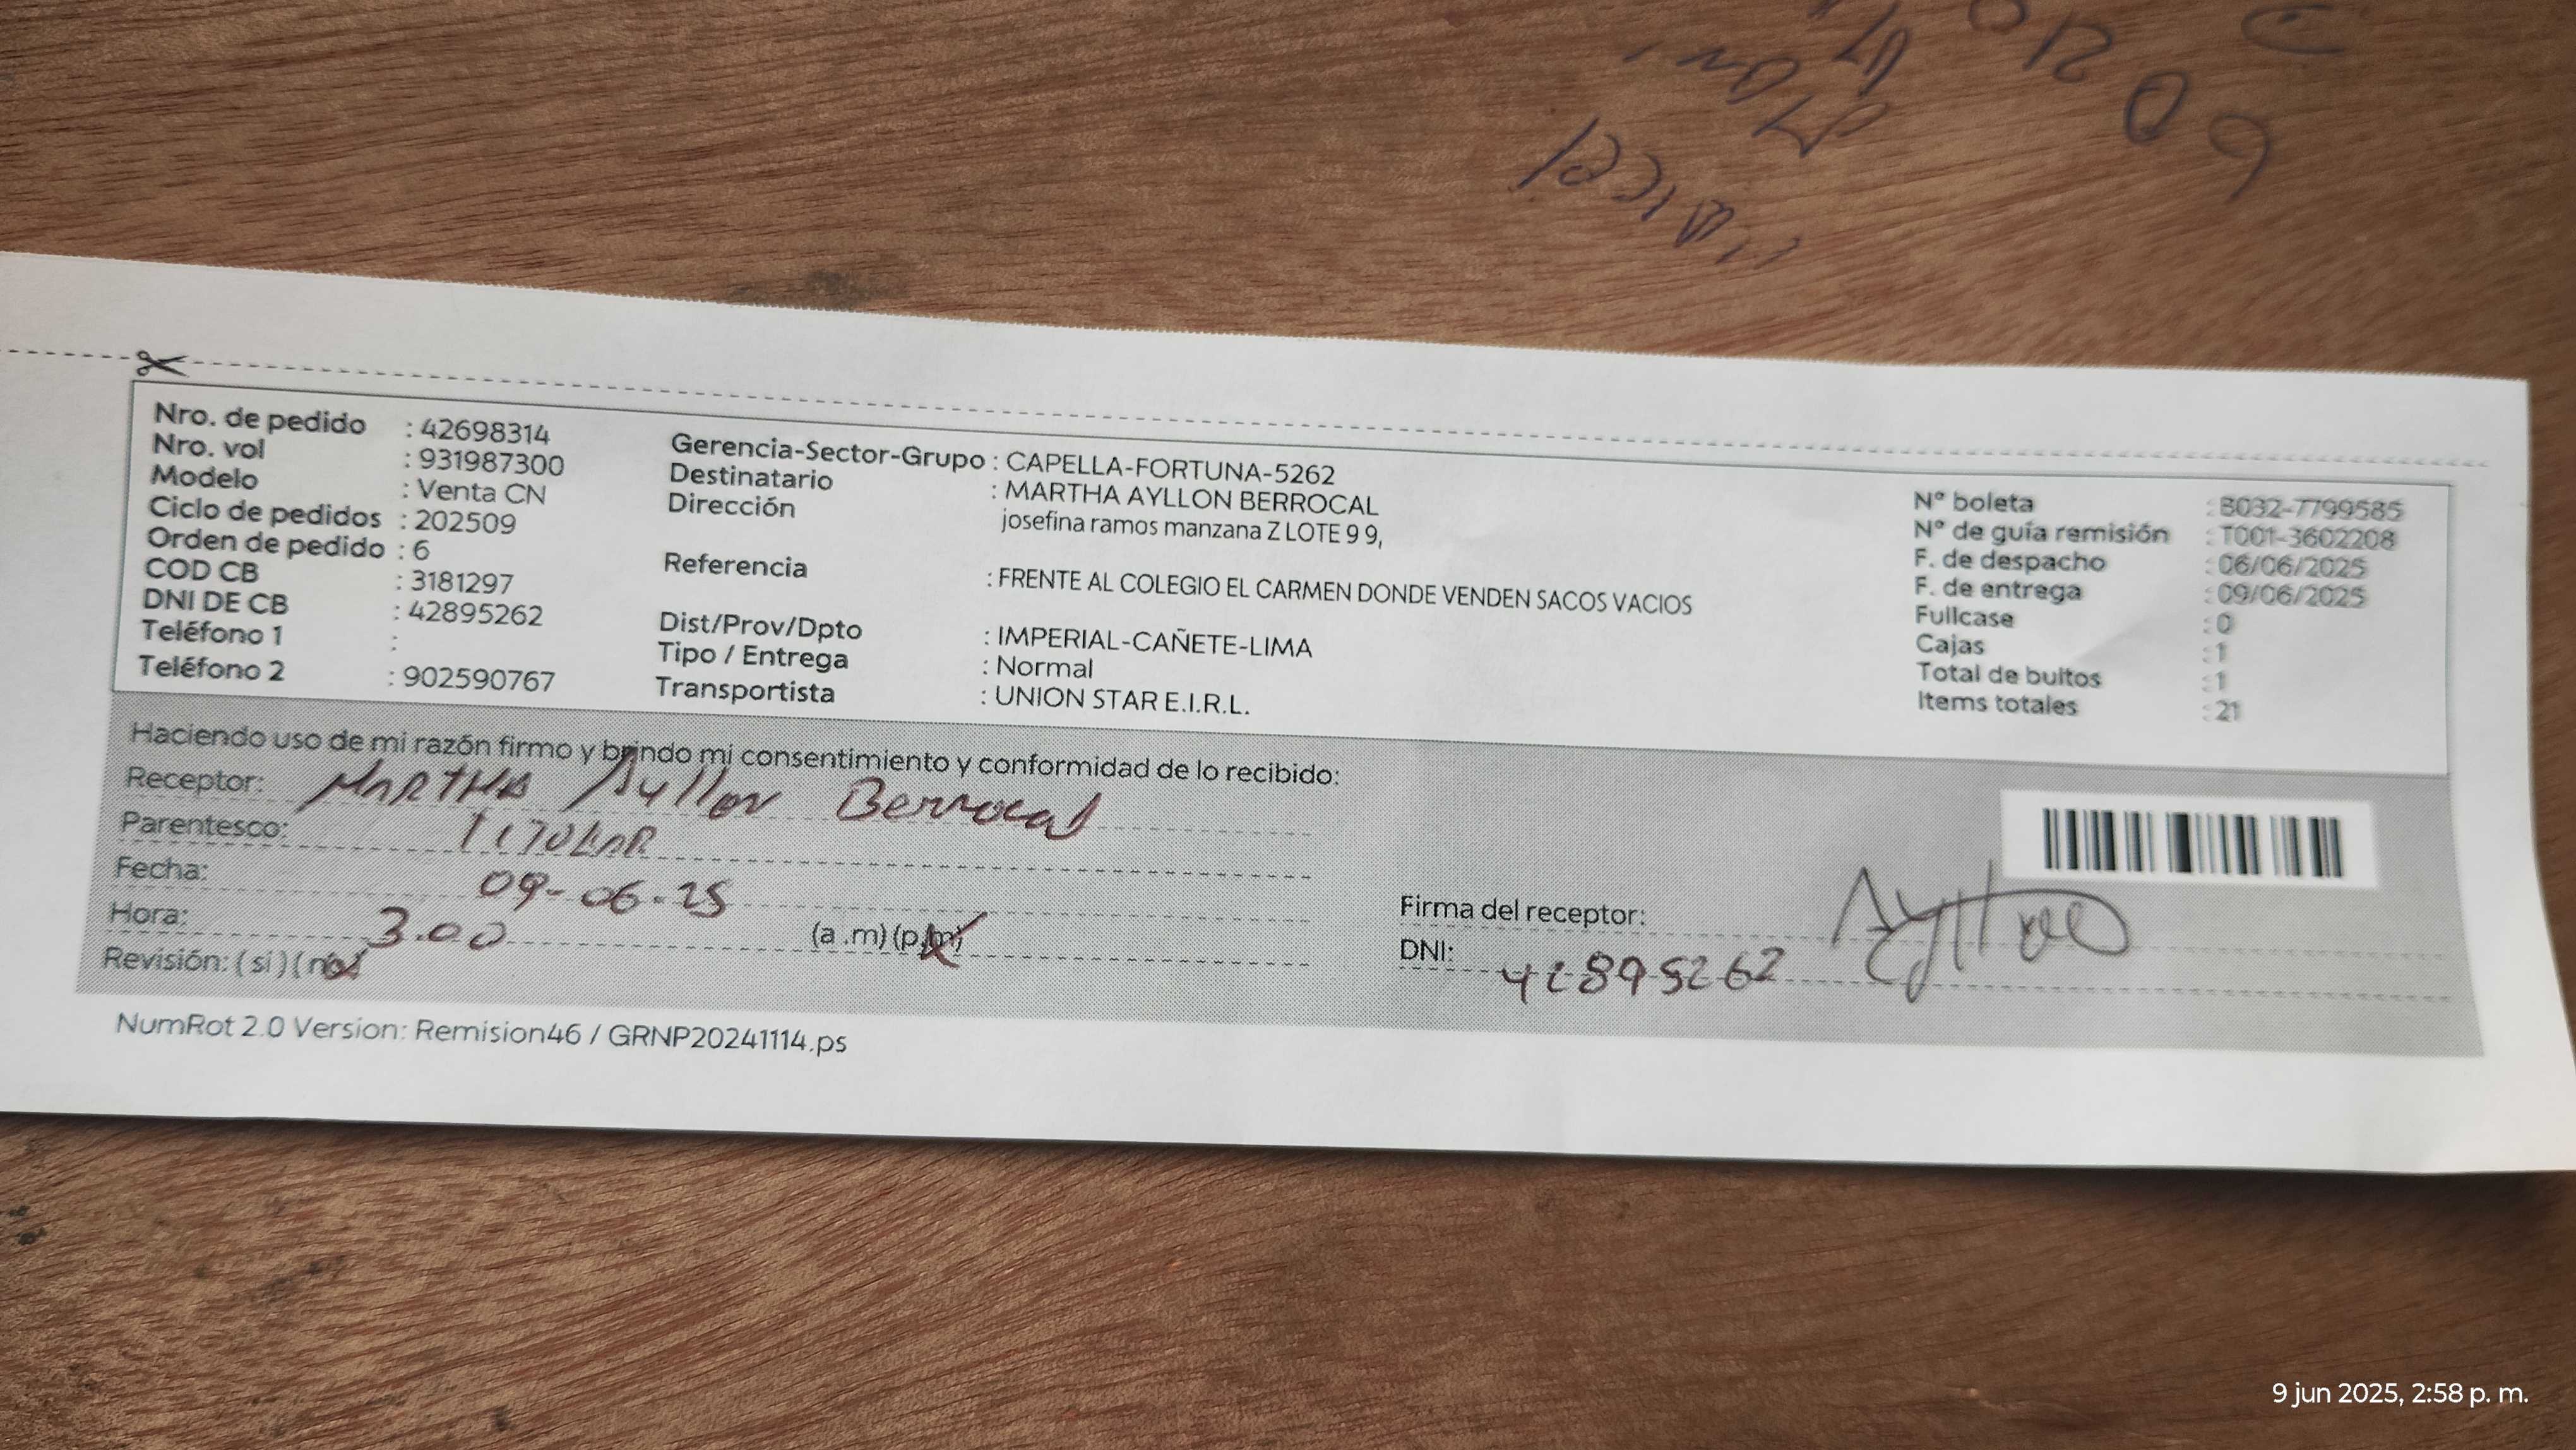 Nro. de pedido : 42698314
Nro. vol : 931987300
Modelo : Venta CN
Ciclo de pedidos : 202509
Orden de pedido : 6
COD CB : 3181297
DNI DE CB : 42895262
Teléfono 1 :
Teléfono 2 : 902590767
Gerencia-Sector-Grupo : CAPELLA-FORTUNA-5262
Destinatario : MARTHA AYLLON BERROCAL
Dirección josefina ramos manzana Z LOTE 9 9,
Referencia : FRENTE AL COLEGIO EL CARMEN DONDE VENDEN SACOS VACIOS
Dist/Prov/Dpto : IMPERIAL-CAÑETE-LIMA
Tipo / Entrega : Normal
Transportista : UNION STAR E.I.R.L.
N° boleta : B032-7799585
N° de guía remisión : T001-3602208
F. de despacho : 06/06/2025
F. de entrega : 09/06/2025
Fullcase : 0
Cajas : 1
Total de bultos : 1
Items totales : 21
Haciendo uso de mi razón firmo y brindo mi consentimiento y conformidad de lo recibido:
Receptor: MARTHA Ayllon Berrocal
Parentesco: TITULAR
Fecha: 09-06-25
Hora: 3.00 (a .m) (p.m)
Revisión: ( si ) ( no)
Firma del receptor: Ayllon
DNI: 42895262
NumRot 2.0 Version: Remision46 / GRNP20241114.ps
9 jun 2025, 2:58 p. m.